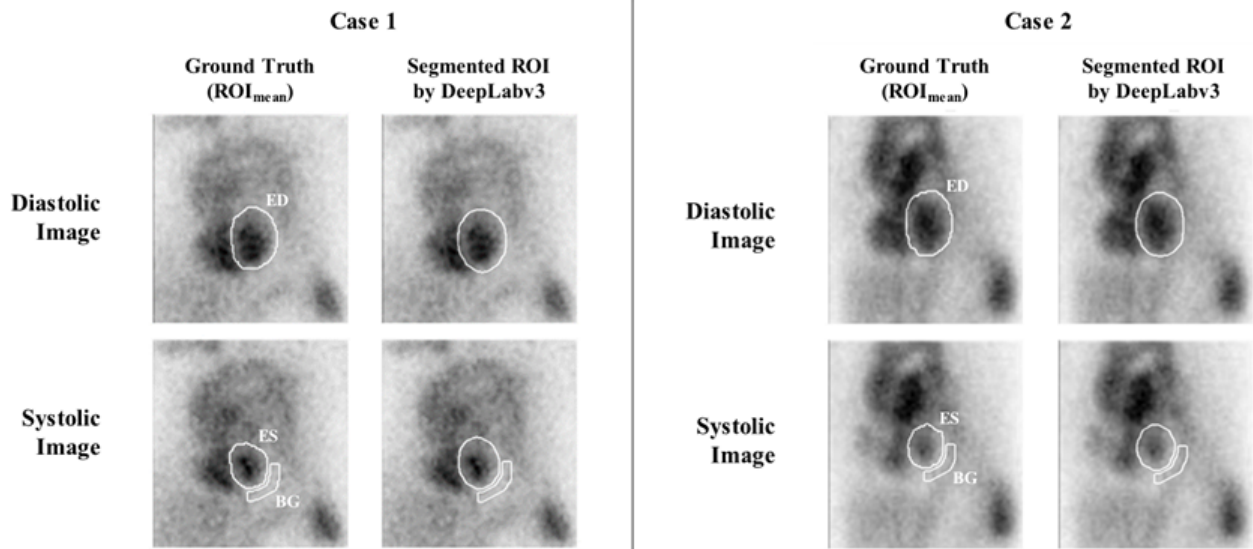 Case 1
Case 2
Ground Truth
(ROImean)
Segmented ROI
by DeepLabv3
Ground Truth
(ROImean)
Segmented ROI
by DeepLabv3
Diastolic
Image
ED
Diastolic
Image
ED
Systolic
Image
ES
BG
Systolic
Image
ES
BG